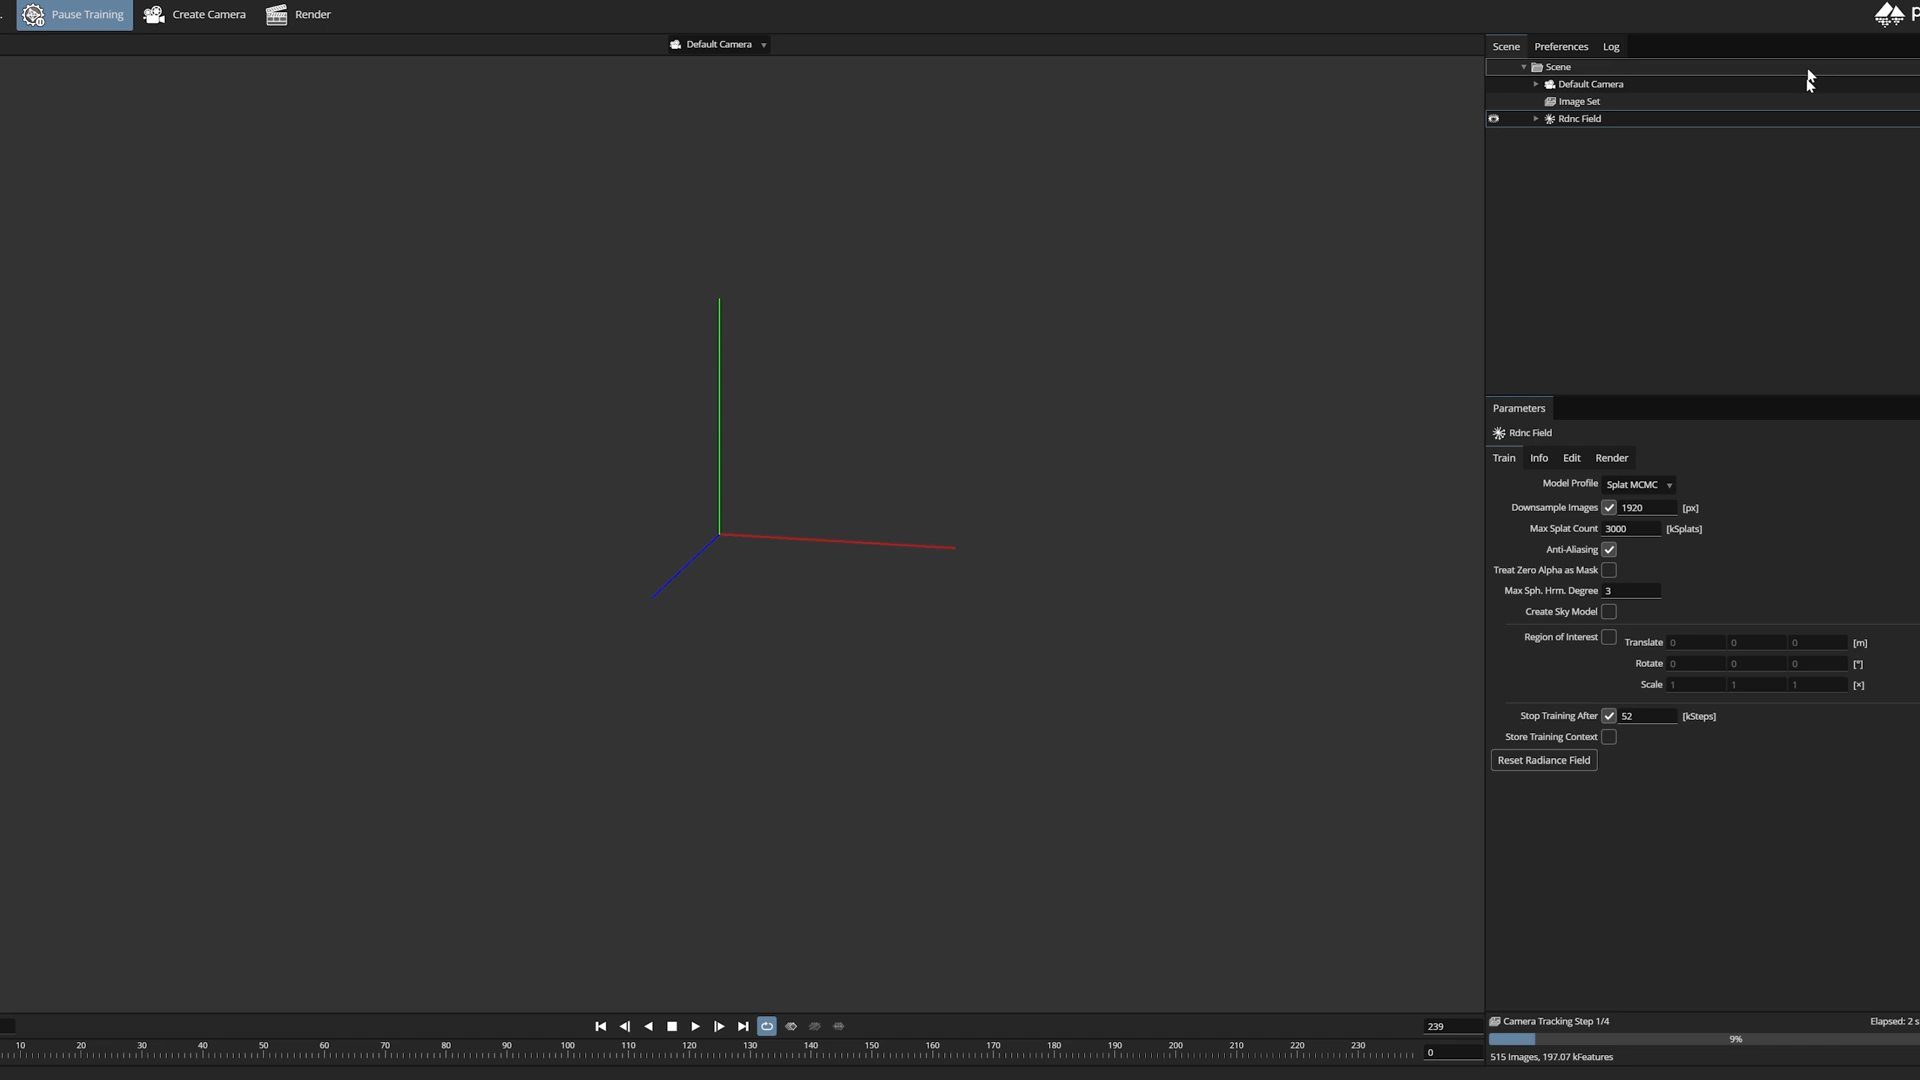 Pause Training
Create Camera
Render
p
Default Camera
Scene
Preferences
Log
Scene
Default Camera
Image Set
Rdnc Field
Parameters
Rdnc Field
Train
Info
Edit
Render
Model Profile Splat MCMC
Downsample Images 1920 [px]
Max Splat Count 3000 [kSplats]
Anti-Aliasing
Treat Zero Alpha as Mask
Max Sph. Hrm. Degree 3
Create Sky Model
Region of Interest Translate 0 0 0 [m]
Rotate 0 0 0 [°]
Scale 1 1 1 [×]
Stop Training After 52 [kSteps]
Store Training Context
Reset Radiance Field
239
10 20 30 40 50 60 70 80 90 100 110 120 130 140 150 160 170 180 190 200 210 220 230
0
Camera Tracking Step 1/4 Elapsed: 2 s
9%
515 Images, 197.07 kFeatures